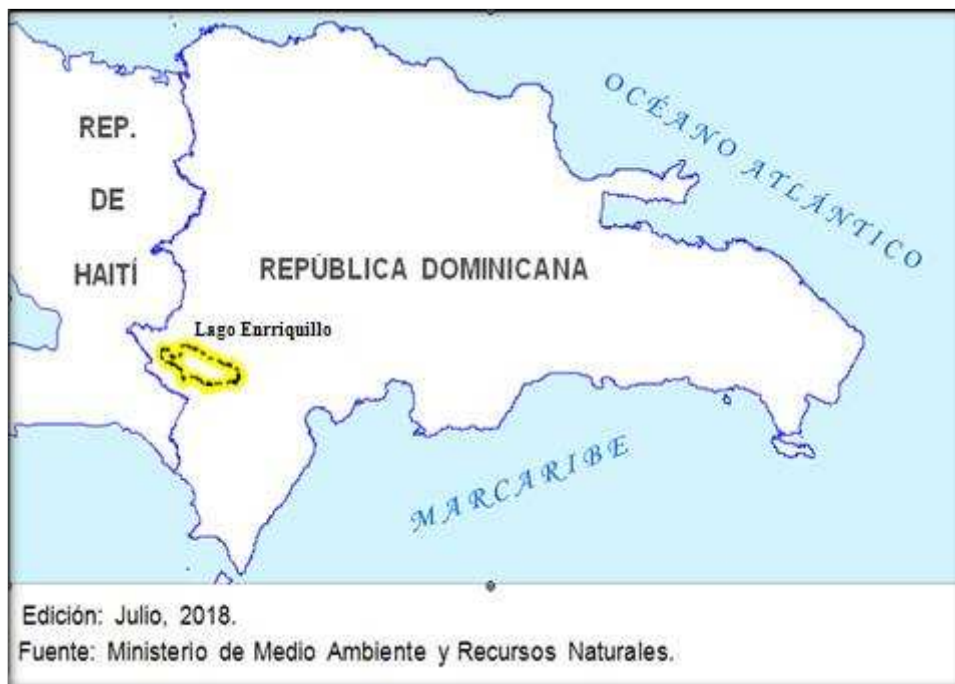 OCÉANO ATLÁNTICO
REP.
DE
HAITÍ
REPÚBLICA DOMINICANA
Lago Enrriquillo
MARCARIBE
Edición: Julio, 2018.
Fuente: Ministerio de Medio Ambiente y Recursos Naturales.